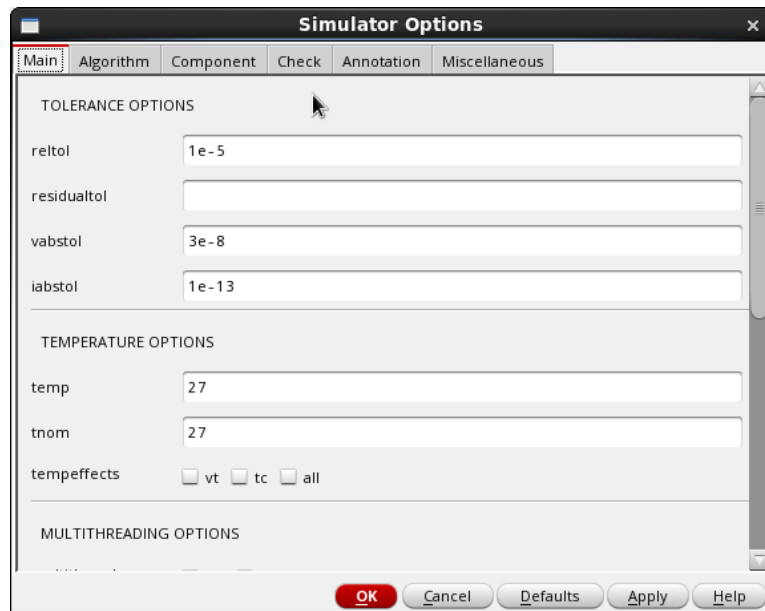 Simulator Options
Main Algorithm Component Check Annotation Miscellaneous
TOLERANCE OPTIONS
reltol 1e-5
residualtol
vabstol 3e-8
iabstol 1e-13
TEMPERATURE OPTIONS
temp 27
tnom 27
tempeffects vt tc all
MULTITHREADING OPTIONS
OK Cancel Defaults Apply Help